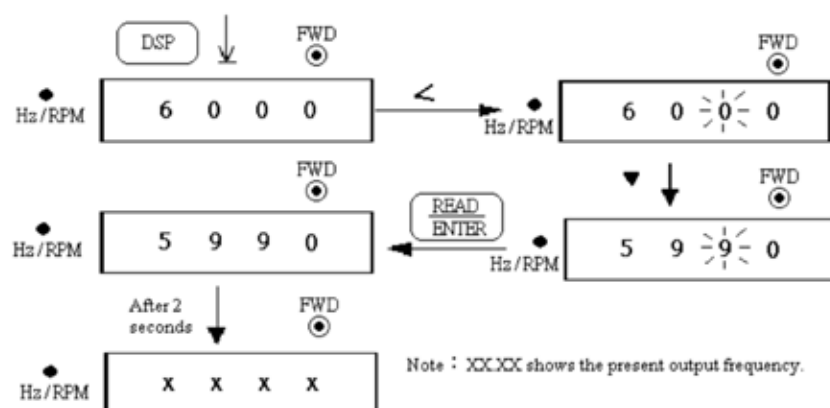 DSP
FWD
FWD
Hz/RPM
6 0 0 0
<
Hz/RPM
6 0 0 0
FWD
FWD
Hz/RPM
5 9 9 0
READ
ENTER
Hz/RPM
5 9 9 0
After 2
seconds
FWD
Hz/RPM
x x x x
Note : XX.XX shows the present output frequency.